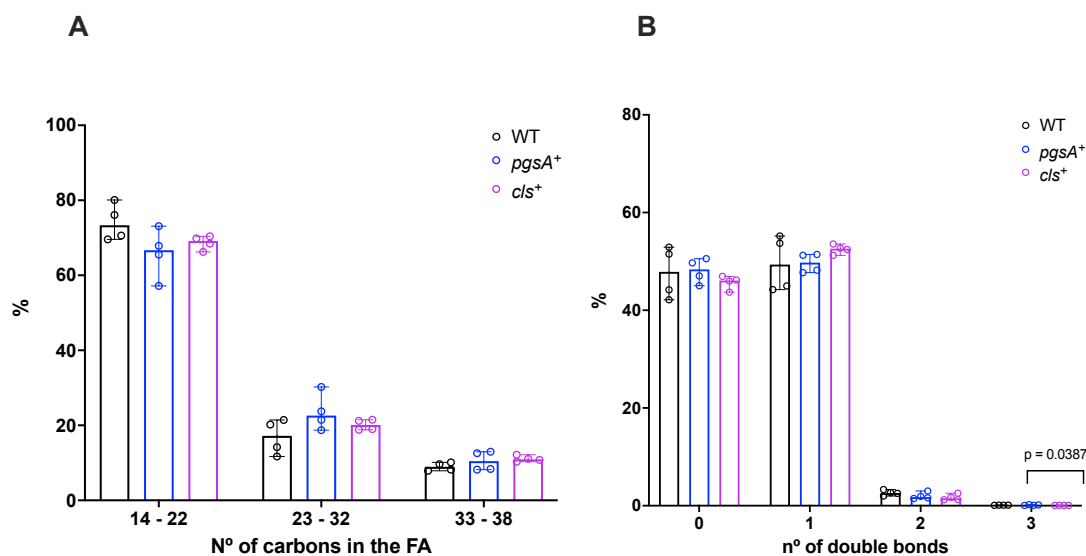 A
100
80
60
40
20
0
%
14 - 22
23 - 32
33 - 38
Nº of carbons in the FA
WT
pgsA⁺
cls⁺
B
80
60
40
20
0
%
0
1
2
3
nº of double bonds
WT
pgsA⁺
cls⁺
p = 0.0387